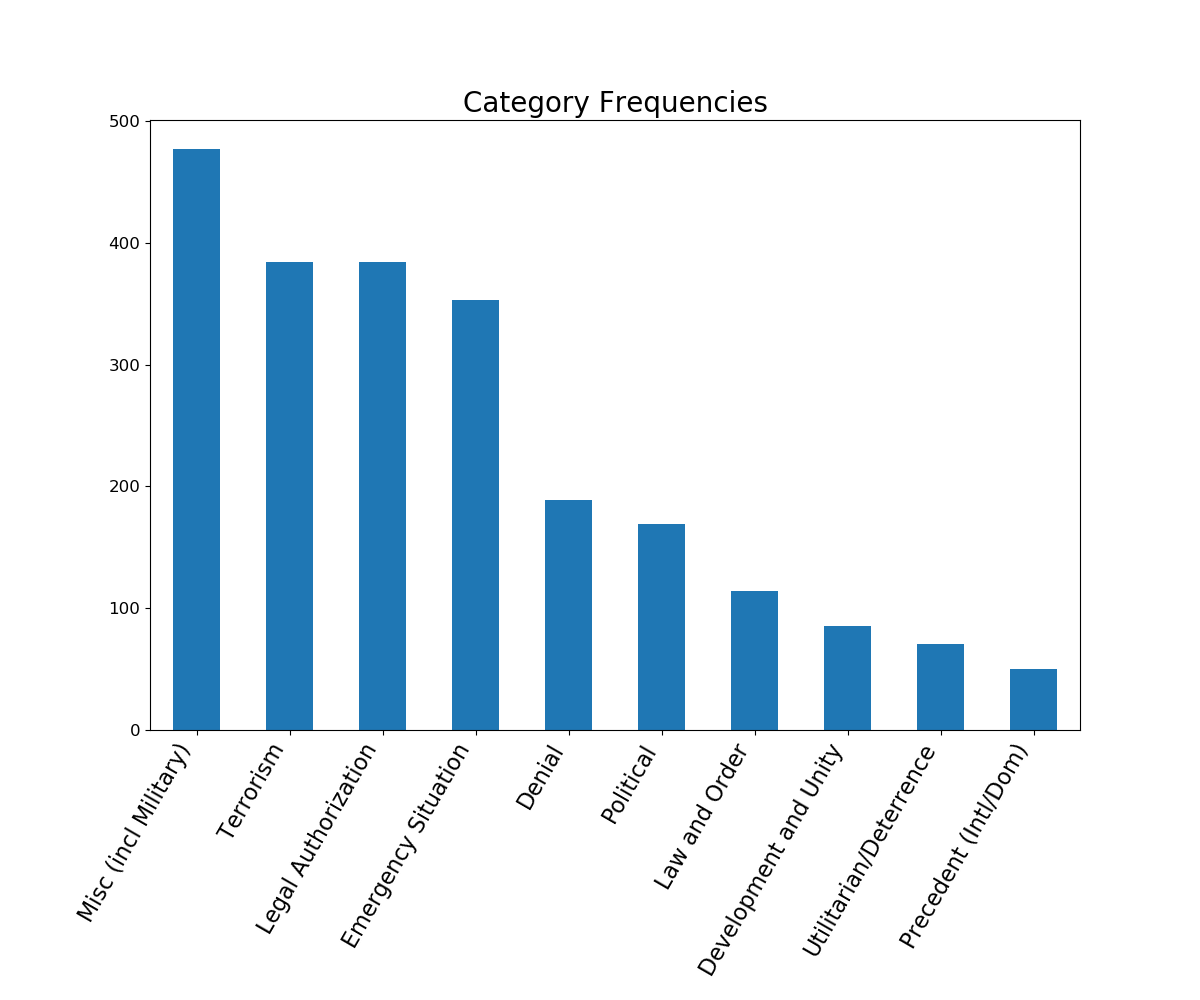 Category Frequencies
500
400
300
200
100
0
Misc (incl Military)
Terrorism
Legal Authorization
Emergency Situation
Denial
Political
Law and Order
Development and Unity
Utilitarian/Deterrence
Precedent (Intl/Dom)